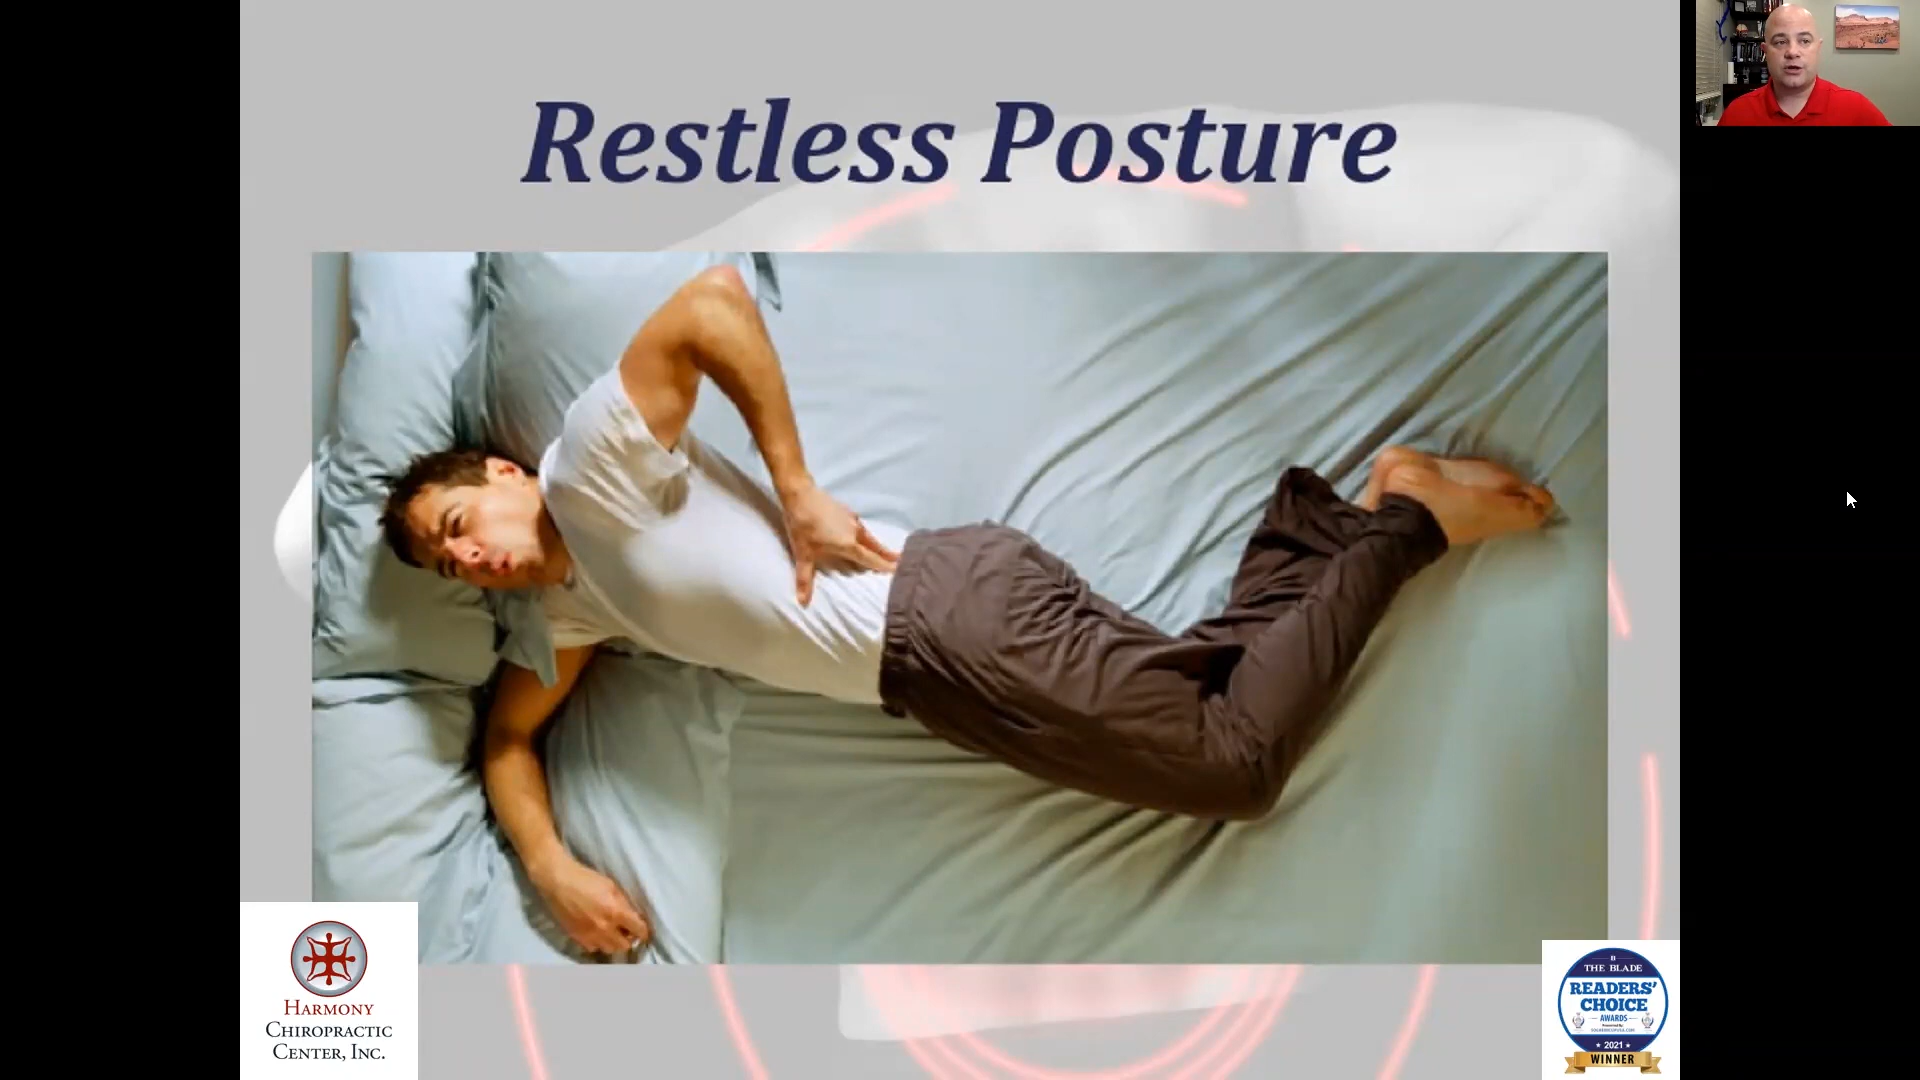 Restless Posture
HARMONY
CHIROPRACTIC
CENTER, INC.
B
THE BLADE
READERS'
CHOICE
AWARDS
★ 2021 ★
WINNER